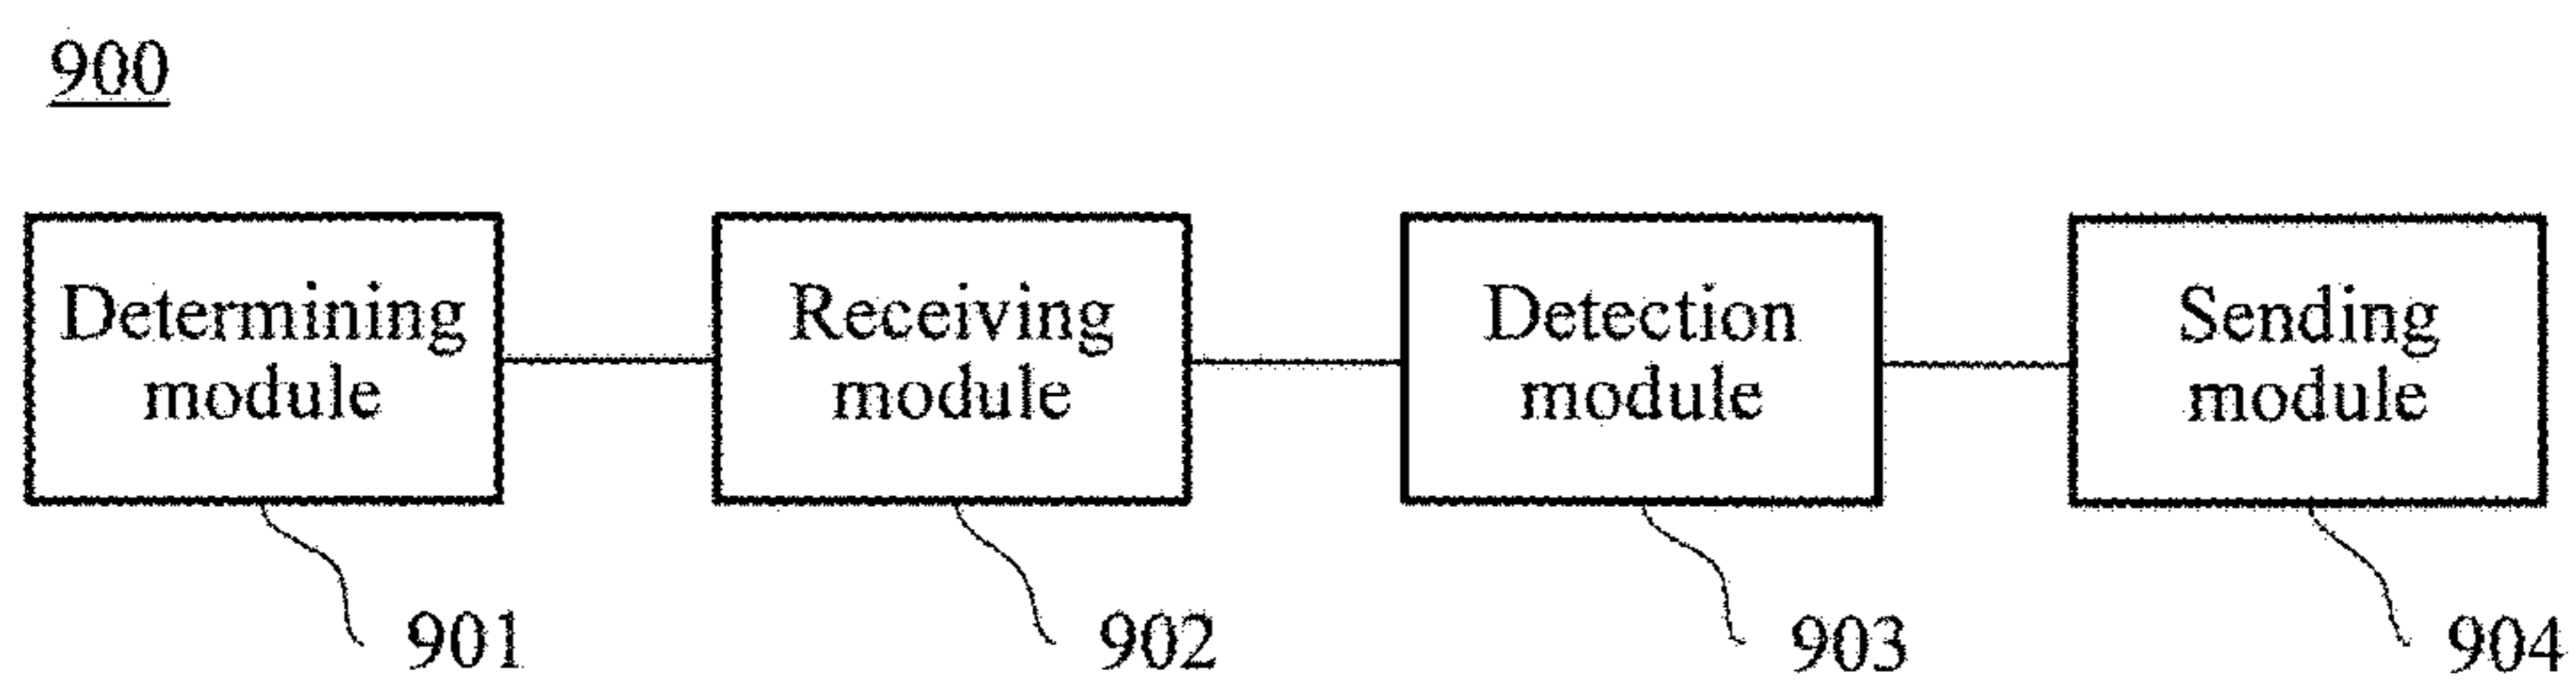 900
Determining
module
Receiving
module
Detection
module
Sending
module
901
902
903
904